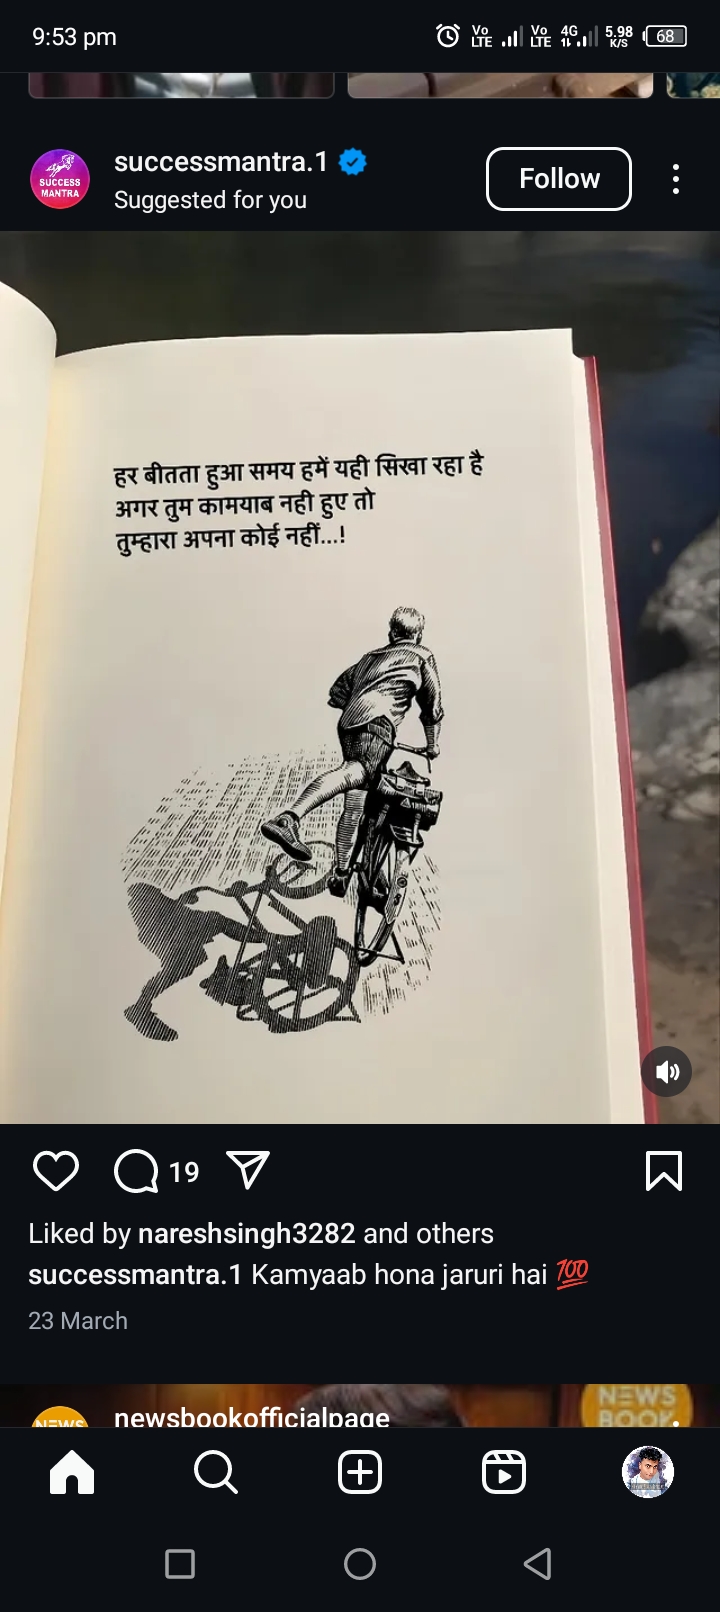 9:53 pm
Vo LTE Vo LTE 4G 5.98 K/S 68
SUCCESS MANTRA
successmantra.1
Suggested for you
Follow
हर बीतता हुआ समय हमें यही सिखा रहा है
अगर तुम कामयाब नही हुए तो
तुम्हारा अपना कोई नहीं...!
19
Liked by nareshsingh3282 and others
successmantra.1 Kamyaab hona jaruri hai 💯
23 March
NEWS
BOOK
NEWS
newsbookofficialpage